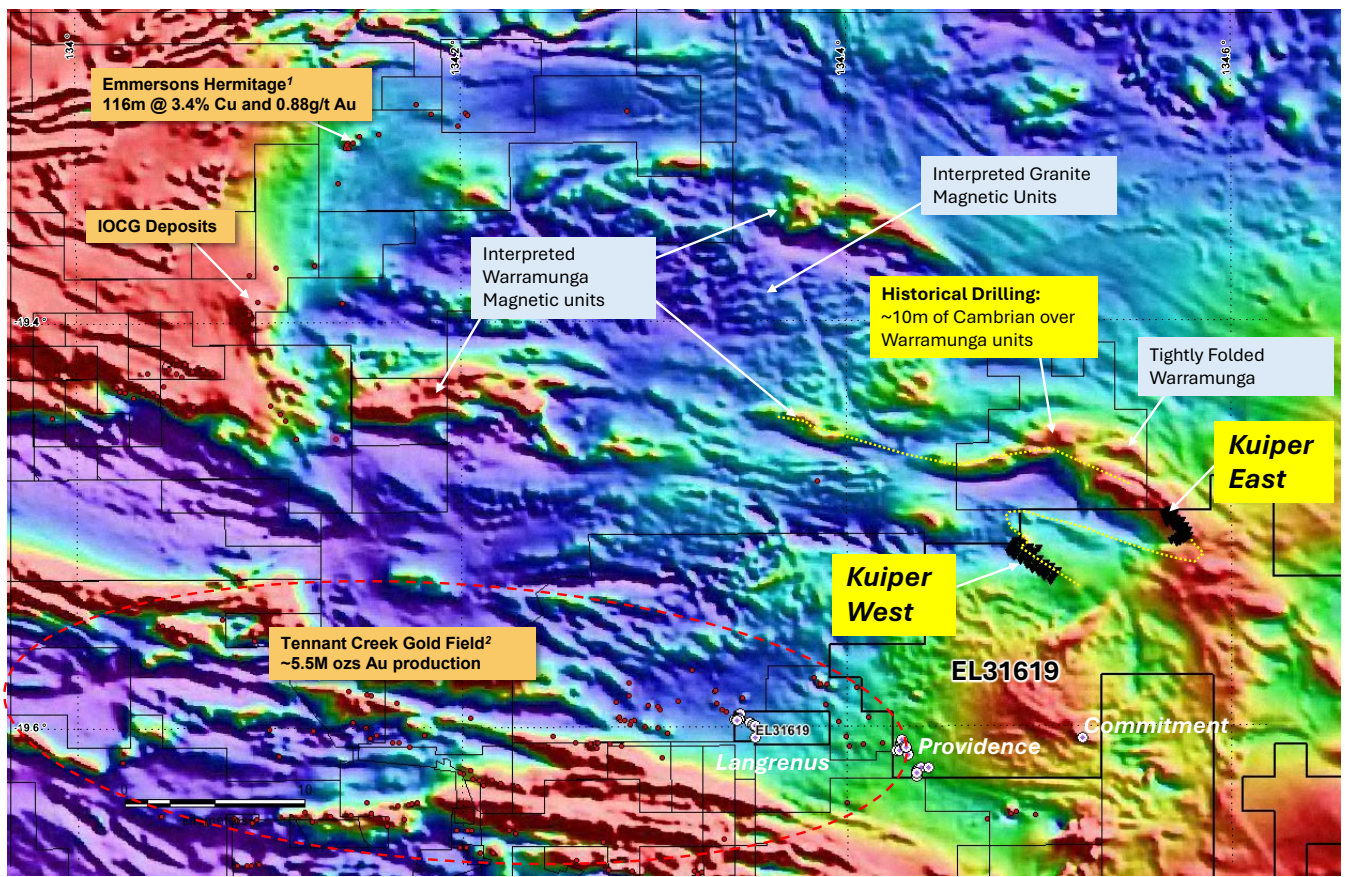 134°
134.2 °
134.4 °
134.6 °
Emmersons Hermitage1
116m @ 3.4% Cu and 0.88g/t Au
Interpreted Granite
Magnetic Units
IOCG Deposits
Interpreted
Warramunga
Magnetic units
Historical Drilling:
~10m of Cambrian over
Warramunga units
-19.4 °
Tightly Folded
Warramunga
Kuiper
East
Kuiper
West
Tennant Creek Gold Field2
~5.5M ozs Au production
EL31619
-19.6 °
EL31619
Commitment
Providence
Langrenus
0
10